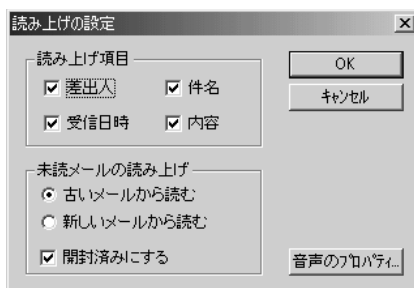 読み上げの設定
読み上げ項目
差出人 件名
受信日時 内容
OK
キャンセル
未読メールの読み上げ
古いメールから読む
新しいメールから読む
開封済みにする
音声のプロパティ...